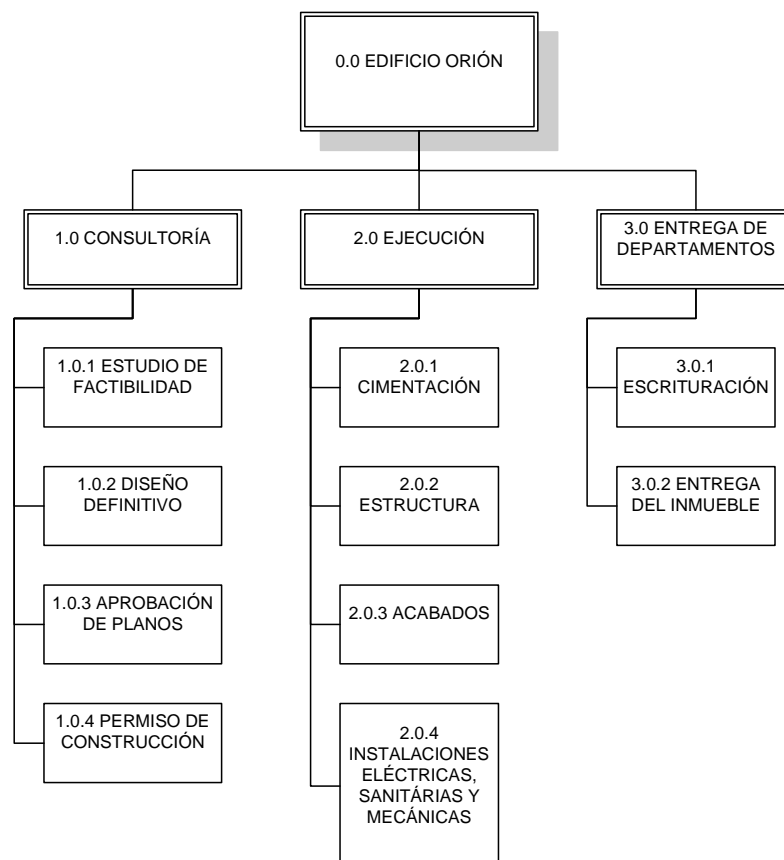 0.0 EDIFICIO ORIÓN
1.0 CONSULTORÍA
2.0 EJECUCIÓN
3.0 ENTREGA DE
DEPARTAMENTOS
1.0.1 ESTUDIO DE
FACTIBILIDAD
1.0.2 DISEÑO
DEFINITIVO
1.0.3 APROBACIÓN
DE PLANOS
1.0.4 PERMISO DE
CONSTRUCCIÓN
2.0.1
CIMENTACIÓN
2.0.2
ESTRUCTURA
2.0.3 ACABADOS
2.0.4
INSTALACIONES
ELÉCTRICAS,
SANITÁRIAS Y
MECÁNICAS
3.0.1
ESCRITURACIÓN
3.0.2 ENTREGA
DEL INMUEBLE